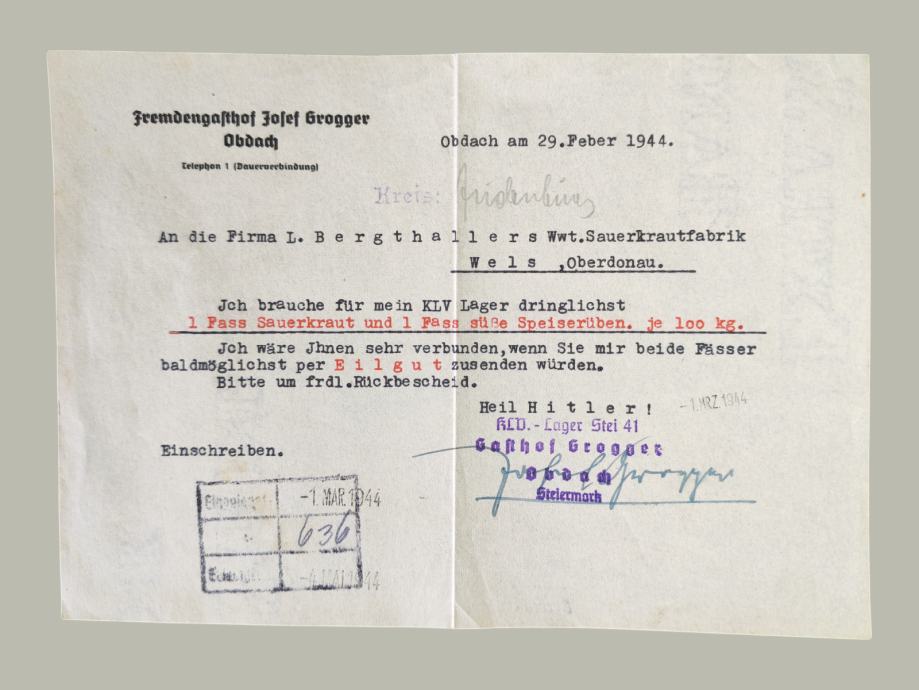 Fremdengasthof Josef Grogger
Obdach
Telephon 1 (Dauerverbindung)
Obdach am 29.Feber 1944.
Kreis:
An die Firma L. B e r g t h a l l e r s Wwt.Sauerkrautfabrik
W e l s ,Oberdonau.
Jch brauche für mein KLV Lager dringlichst
1 Fass Sauerkraut und 1 Fass süße Speiserüben. je 1oo kg.
Jch wäre Jhnen sehr verbunden,wenn Sie mir beide Fässer
baldmöglichst per E i l g u t zusenden würden.
Bitte um frdl.Rückbescheid.
Heil H i t l e r !
-1.MRZ.1944
KLV.- Lager Stei 41
Gasthof Grogger
Obdach
Steiermark
Josef Grogger
Einschreiben.
-1.MAR.1944
636